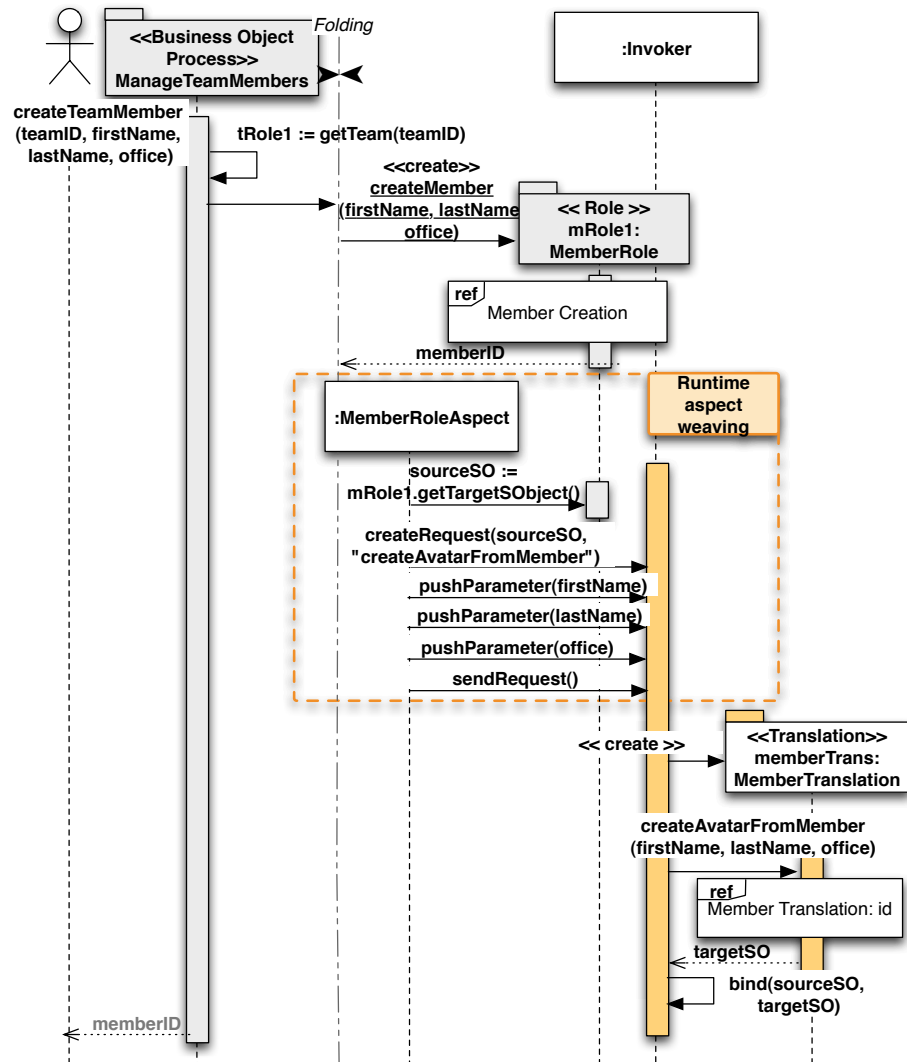 Folding
<<Business Object
Process>>
ManageTeamMembers
:Invoker
createTeamMember
(teamID, firstName,
lastName, office)
tRole1 := getTeam(teamID)
<<create>>
createMember
(firstName, lastName
office)
<< Role >>
mRole1:
MemberRole
ref
Member Creation
memberID
:MemberRoleAspect
Runtime
aspect
weaving
sourceSO :=
mRole1.getTargetSObject()
createRequest(sourceSO,
"createAvatarFromMember")
pushParameter(firstName)
pushParameter(lastName)
pushParameter(office)
sendRequest()
<< create >>
<<Translation>>
memberTrans:
MemberTranslation
createAvatarFromMember
(firstName, lastName, office)
ref
Member Translation: id
targetSO
bind(sourceSO,
targetSO)
memberID